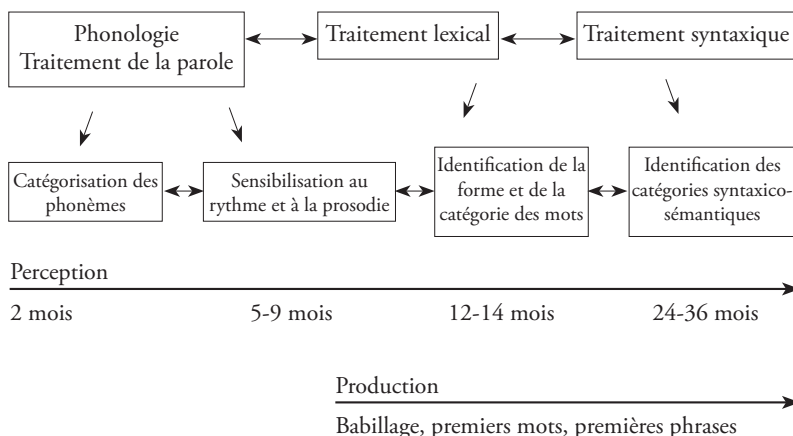 Phonologie
Traitement de la parole
Traitement lexical
Traitement syntaxique
Catégorisation des
phonèmes
Sensibilisation au
rythme et à la prosodie
Identification de la
forme et de la
catégorie des mots
Identification des
catégories syntaxico-
sémantiques
Perception
2 mois
5-9 mois
12-14 mois
24-36 mois
Production
Babillage, premiers mots, premières phrases